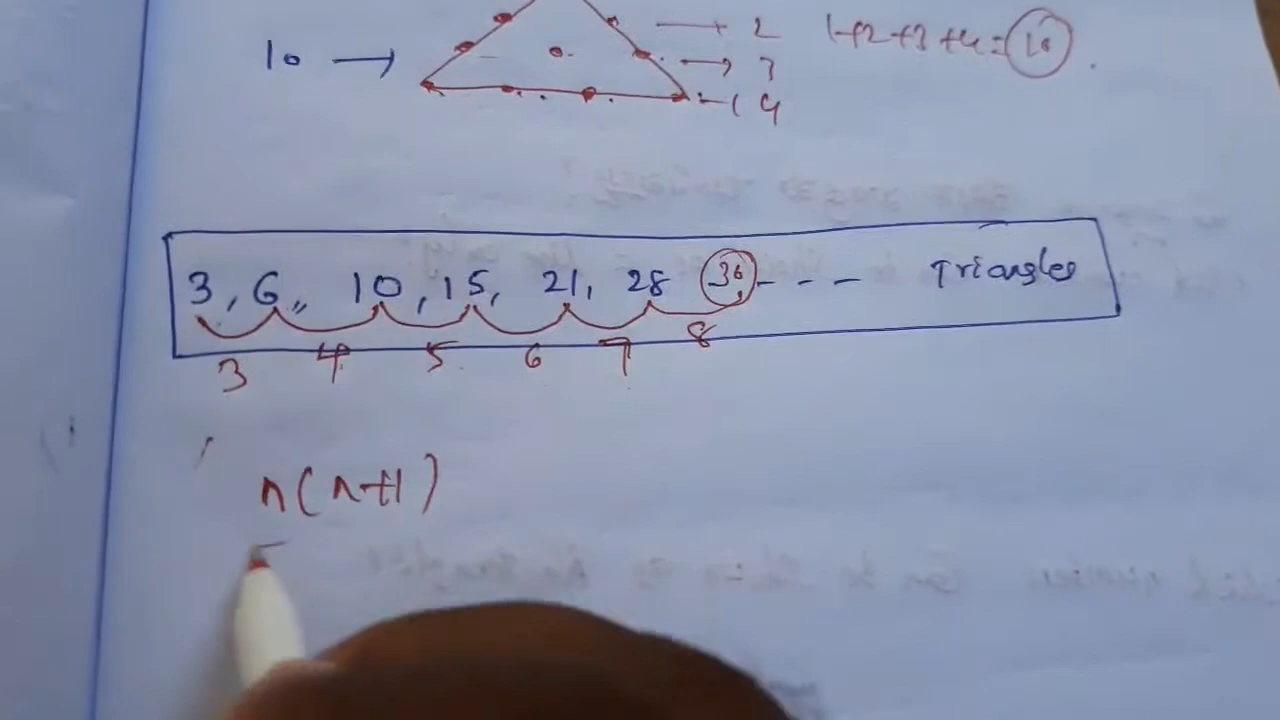 2
1+2+3+4=10
10 → → 3
4
3, 6,, 10, 15, 21, 28 36 - - - Triangles
3 4 5 6 7 8
n(n+1)